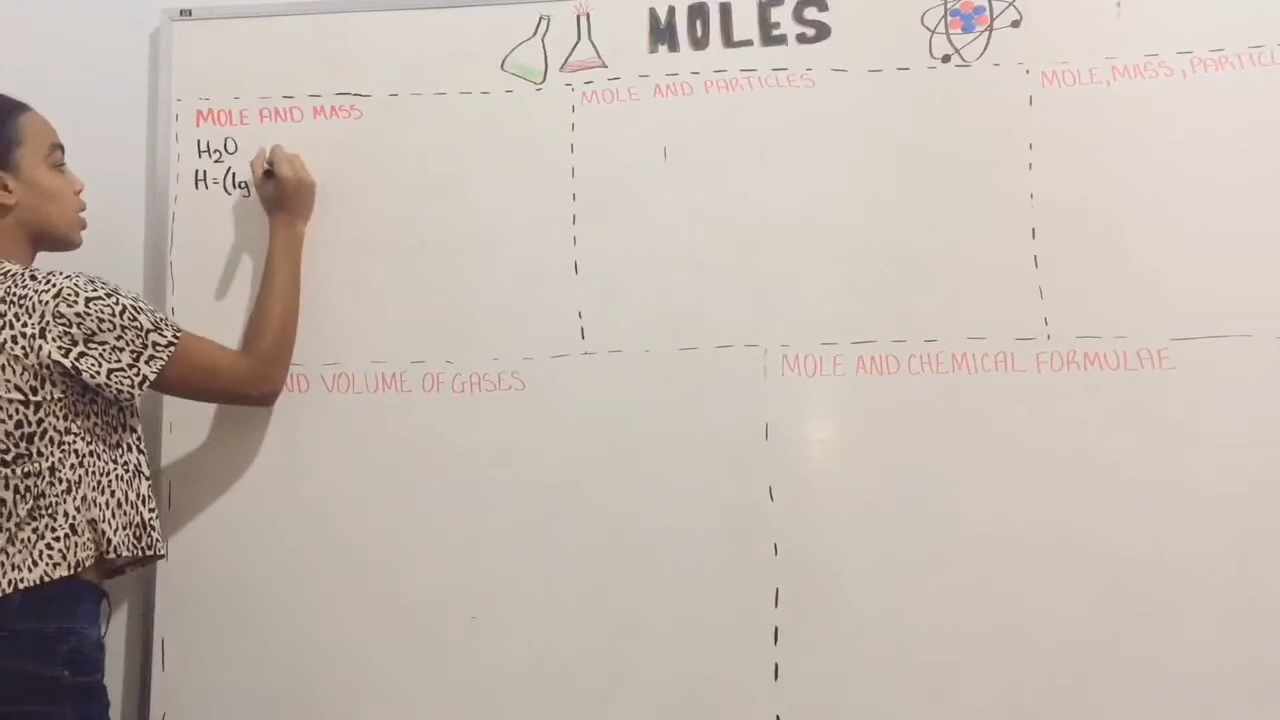 MOLES
MOLE AND MASS
H₂O
H=(1g
MOLE AND PARTICLES
MOLE, MASS, PARTICL
ND VOLUME OF GASES
MOLE AND CHEMICAL FORMULAE